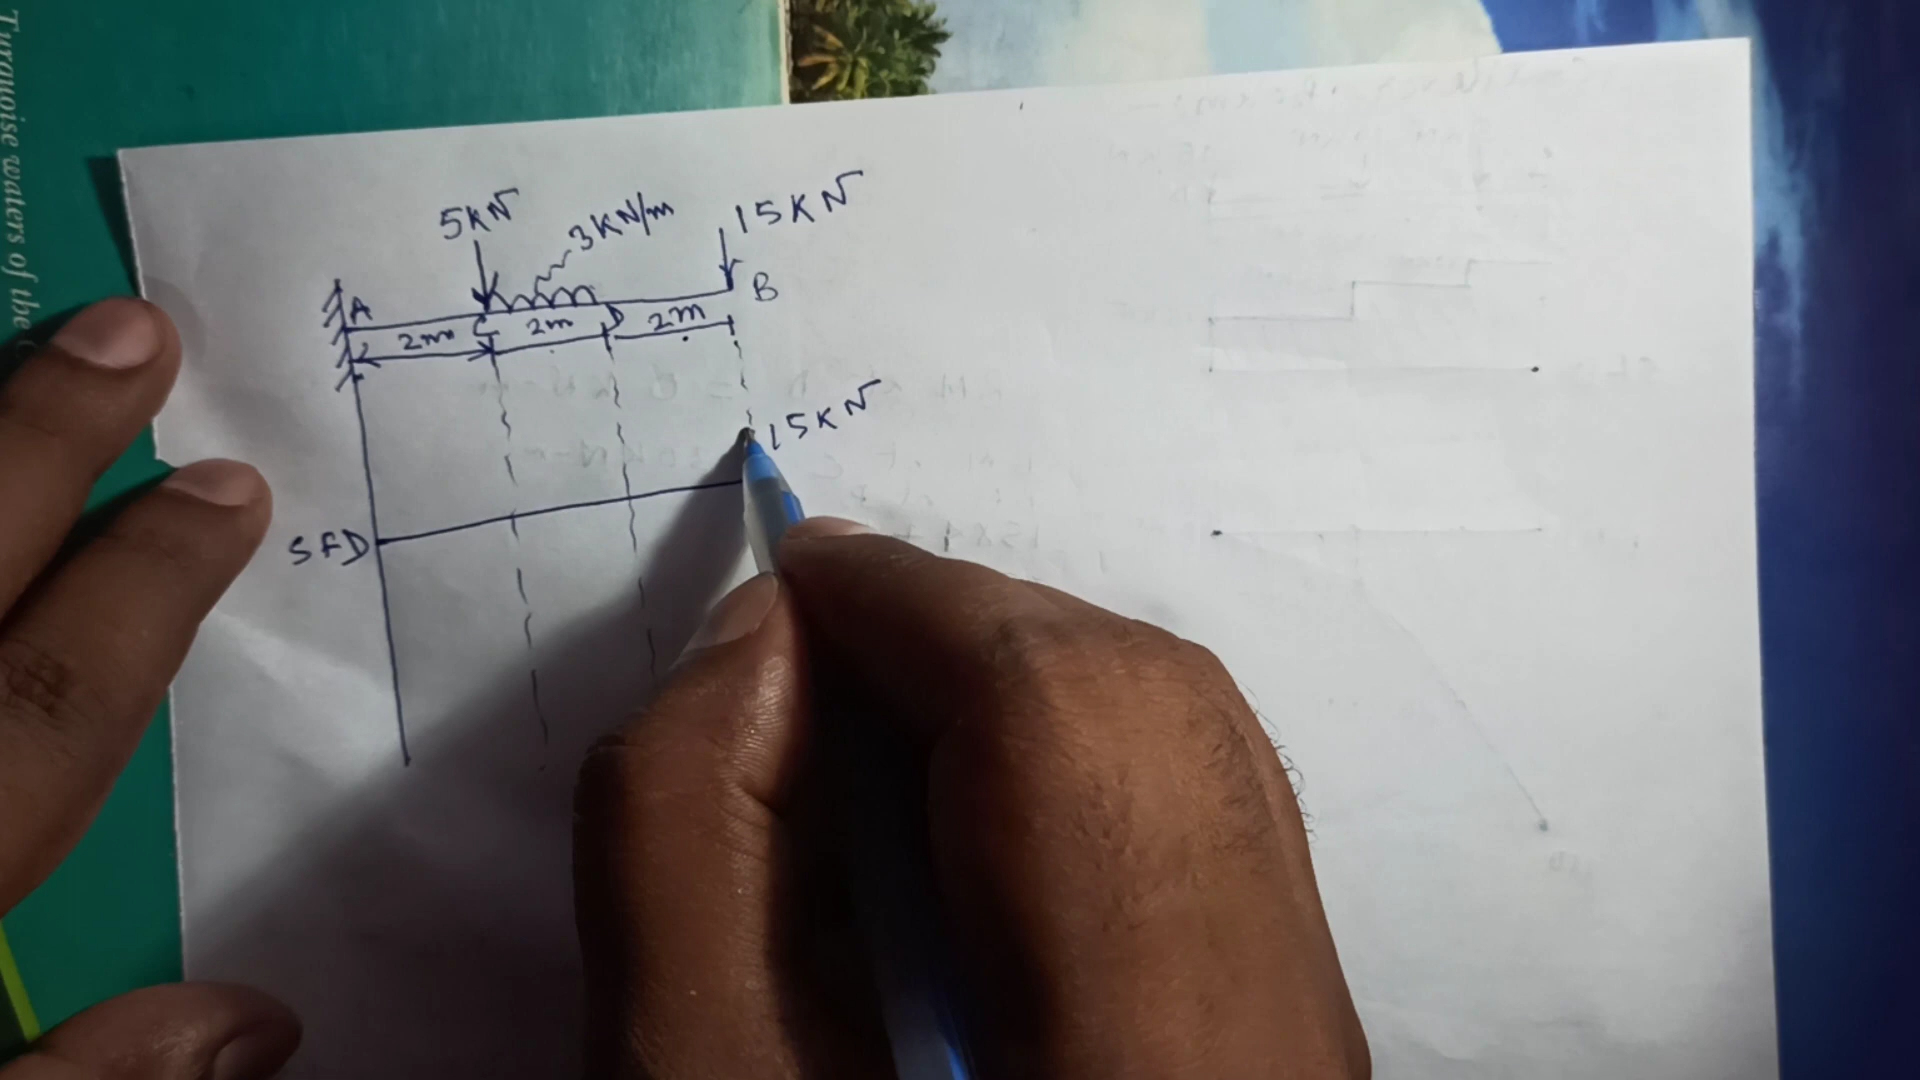 Turquoise waters of the
5KN
3KN/m
15KN
A
B
C
D
2m
2m
2m
15KN
SFD